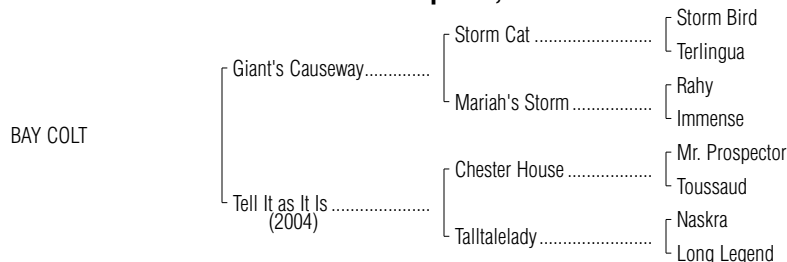 Storm Bird
Storm Cat ..................
Terlingua
Giant's Causeway..............
Rahy
Mariah's Storm ................
Immense
BAY COLT
Mr. Prospector
Chester House .................
Toussaud
Tell It as It Is .....................
(2004)
Naskra
Talltalelady......................
Long Legend